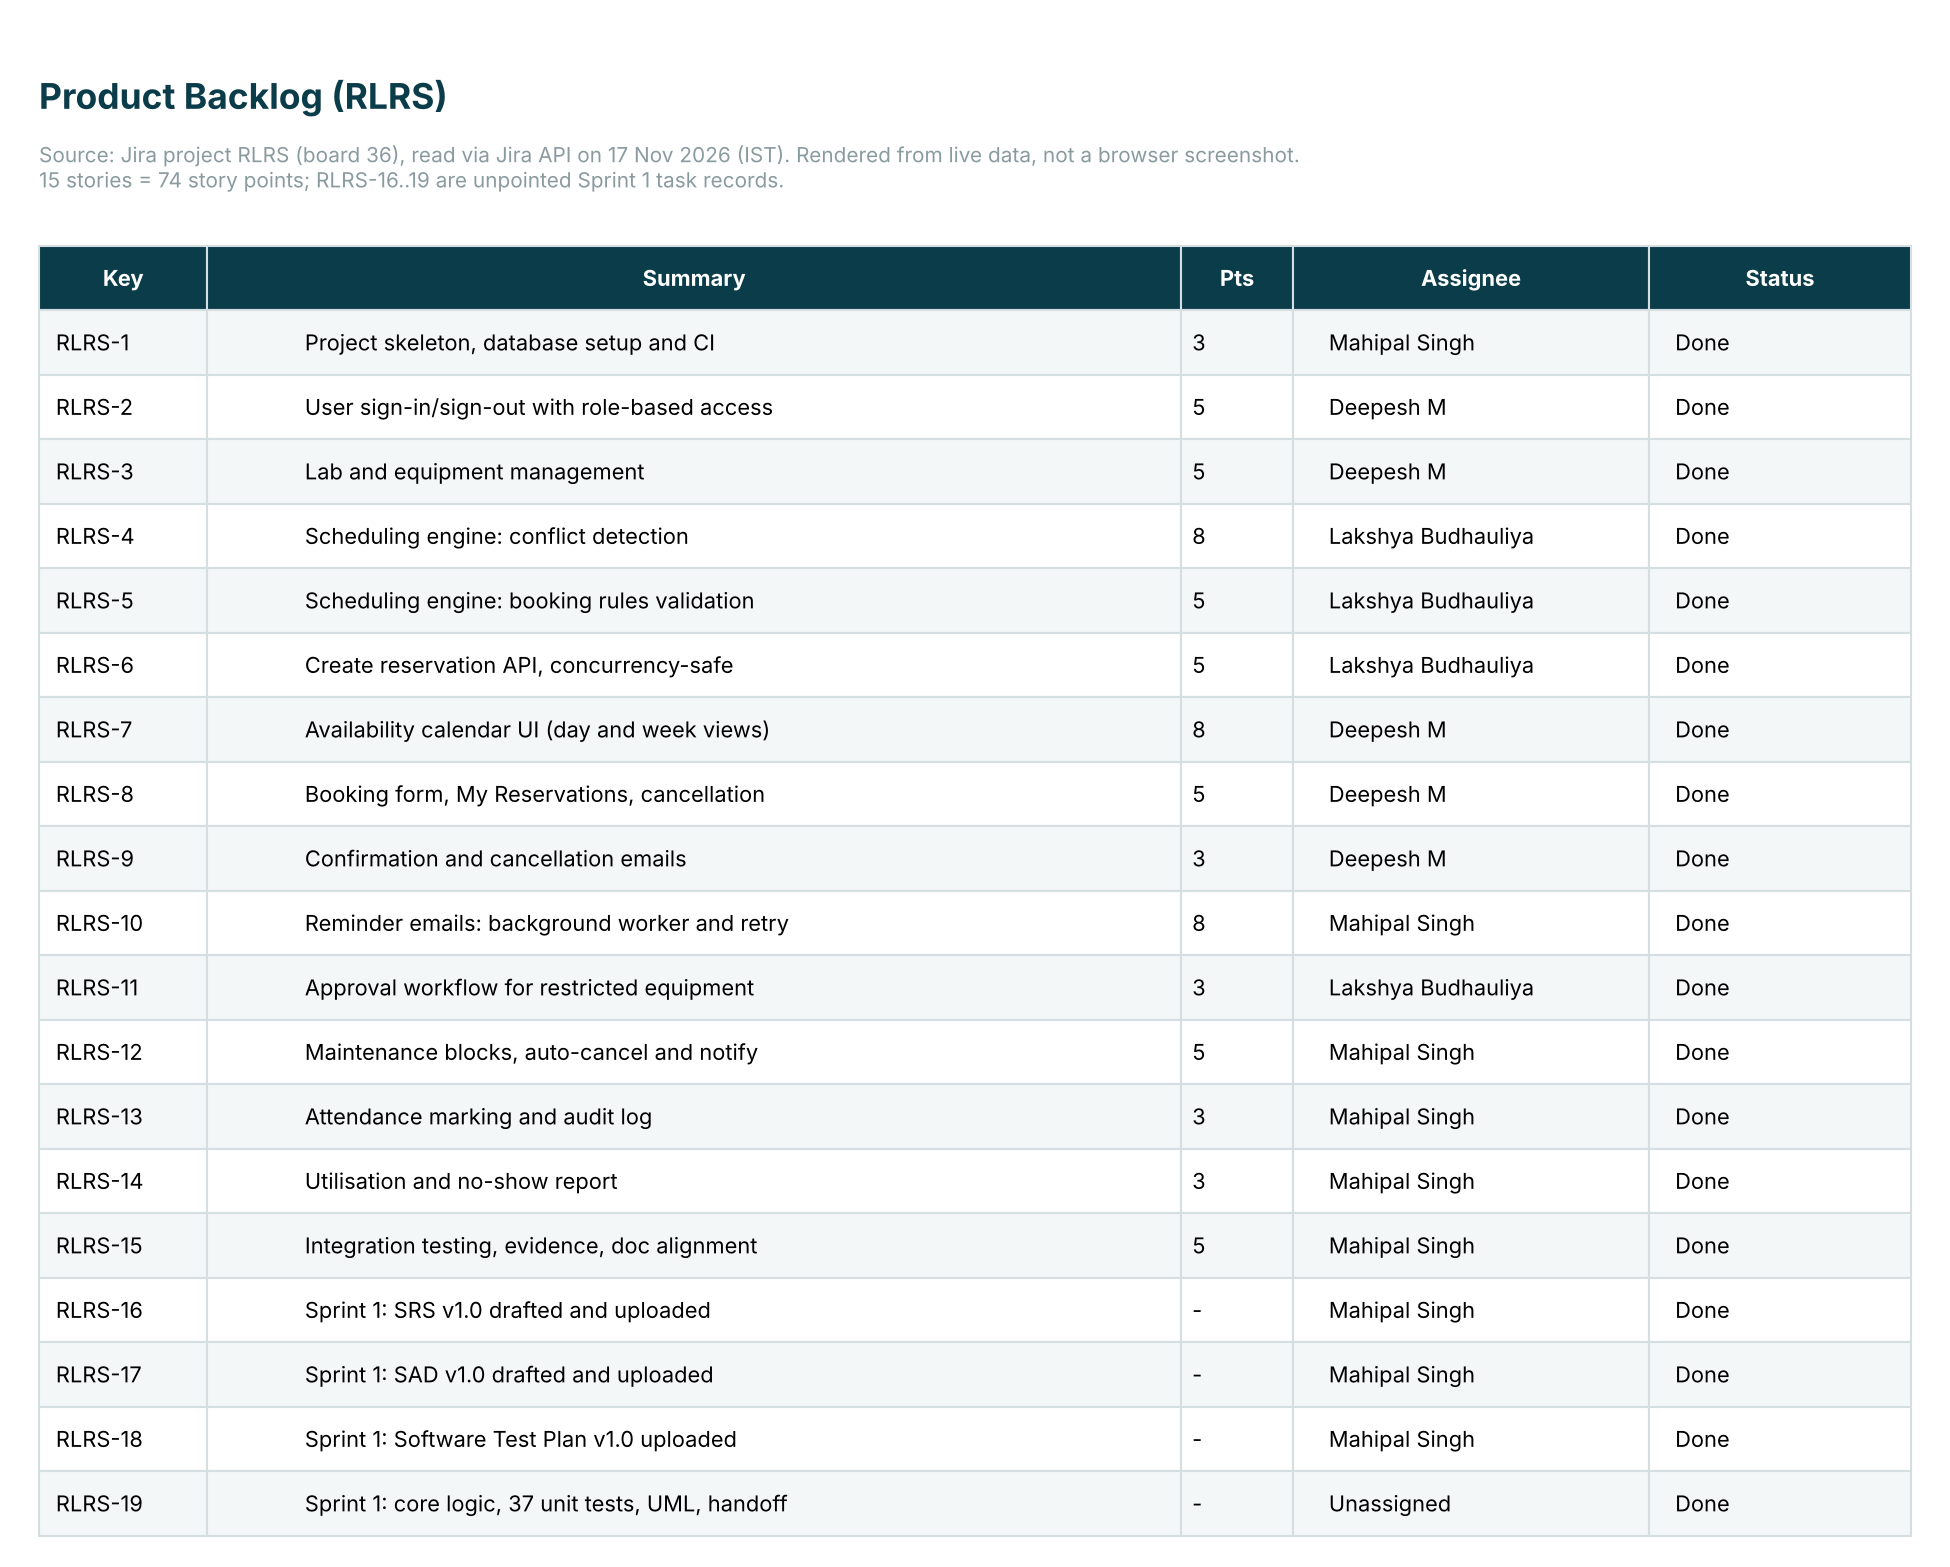 Product Backlog (RLRS)
Source: Jira project RLRS (board 36), read via Jira API on 17 Nov 2026 (IST). Rendered from live data, not a browser screenshot.
15 stories = 74 story points; RLRS-16..19 are unpointed Sprint 1 task records.
Key Summary Pts Assignee Status
RLRS-1 Project skeleton, database setup and CI 3 Mahipal Singh Done
RLRS-2 User sign-in/sign-out with role-based access 5 Deepesh M Done
RLRS-3 Lab and equipment management 5 Deepesh M Done
RLRS-4 Scheduling engine: conflict detection 8 Lakshya Budhauliya Done
RLRS-5 Scheduling engine: booking rules validation 5 Lakshya Budhauliya Done
RLRS-6 Create reservation API, concurrency-safe 5 Lakshya Budhauliya Done
RLRS-7 Availability calendar UI (day and week views) 8 Deepesh M Done
RLRS-8 Booking form, My Reservations, cancellation 5 Deepesh M Done
RLRS-9 Confirmation and cancellation emails 3 Deepesh M Done
RLRS-10 Reminder emails: background worker and retry 8 Mahipal Singh Done
RLRS-11 Approval workflow for restricted equipment 3 Lakshya Budhauliya Done
RLRS-12 Maintenance blocks, auto-cancel and notify 5 Mahipal Singh Done
RLRS-13 Attendance marking and audit log 3 Mahipal Singh Done
RLRS-14 Utilisation and no-show report 3 Mahipal Singh Done
RLRS-15 Integration testing, evidence, doc alignment 5 Mahipal Singh Done
RLRS-16 Sprint 1: SRS v1.0 drafted and uploaded - Mahipal Singh Done
RLRS-17 Sprint 1: SAD v1.0 drafted and uploaded - Mahipal Singh Done
RLRS-18 Sprint 1: Software Test Plan v1.0 uploaded - Mahipal Singh Done
RLRS-19 Sprint 1: core logic, 37 unit tests, UML, handoff - Unassigned Done